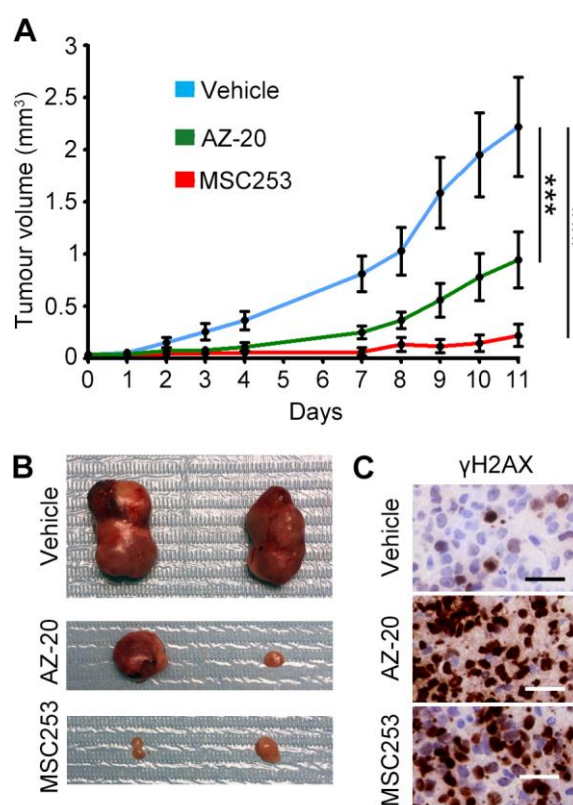 A
Tumour volume (mm³)
3
2.5
2
1.5
1
0.5
0
Vehicle
AZ-20
MSC253
***
0 1 2 3 4 5 6 7 8 9 10 11
Days
B
Vehicle
AZ-20
MSC253
C
γH2AX
Vehicle
AZ-20
MSC253